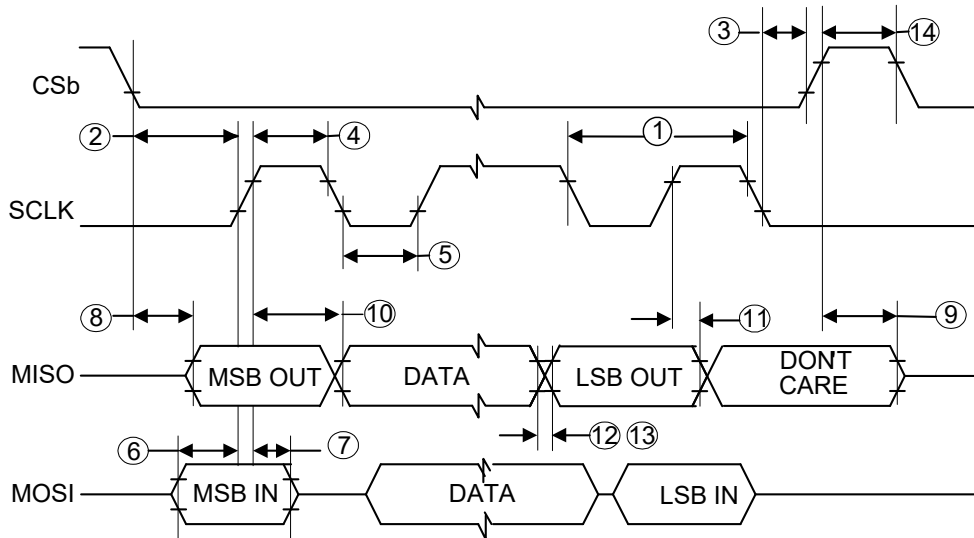 ③ ⑭
CSb
② ④ ①
SCLK
⑤
⑧ ⑩ ⑪ ⑨
MISO MSB OUT DATA LSB OUT DON'T
CARE
⑥ ⑦ ⑫ ⑬
MOSI MSB IN DATA LSB IN